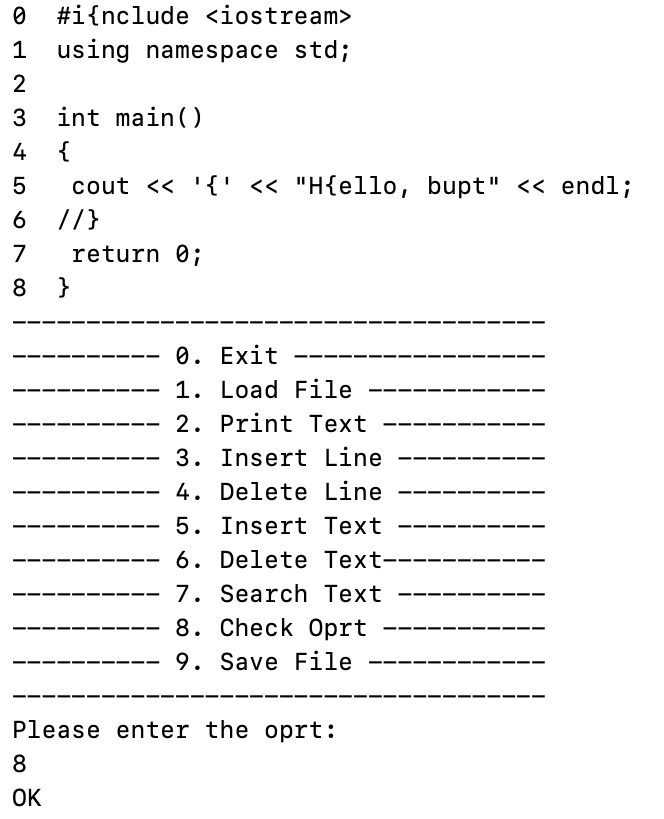 0  #i{nclude <iostream>
1  using namespace std;
2
3  int main()
4  {
5   cout << '{' << "H{ello, bupt" << endl;
6  //}
7   return 0;
8  }
------------------------------------
---------- 0. Exit -----------------
---------- 1. Load File ------------
---------- 2. Print Text -----------
---------- 3. Insert Line ----------
---------- 4. Delete Line ----------
---------- 5. Insert Text ----------
---------- 6. Delete Text-----------
---------- 7. Search Text ----------
---------- 8. Check Oprt -----------
---------- 9. Save File ------------
------------------------------------
Please enter the oprt:
8
OK